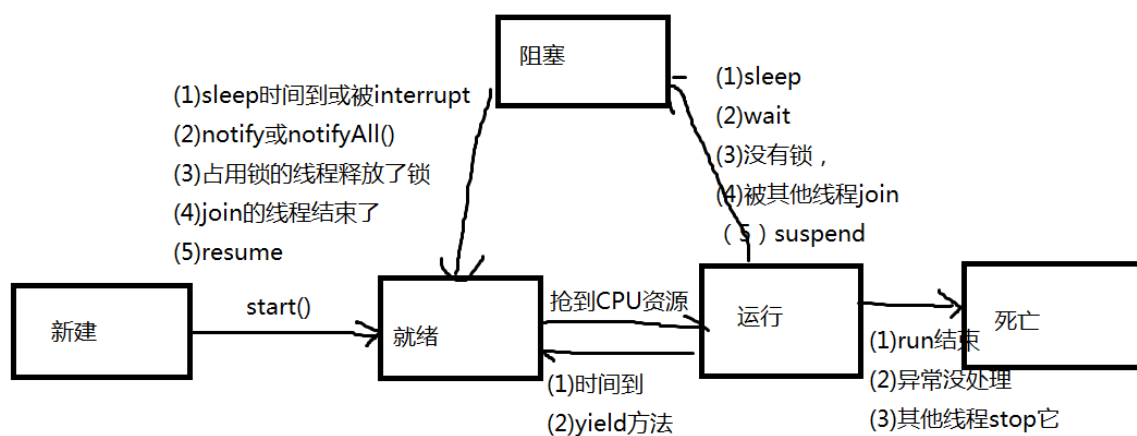 阻塞
(1)sleep时间到或被interrupt
(2)notify或notifyAll()
(3)占用锁的线程释放了锁
(4)join的线程结束了
(5)resume
(1)sleep
(2)wait
(3)没有锁，
(4)被其他线程join
（5）suspend
新建
start()
就绪
抢到CPU资源
(1)时间到
(2)yield方法
运行
(1)run结束
(2)异常没处理
(3)其他线程stop它
死亡